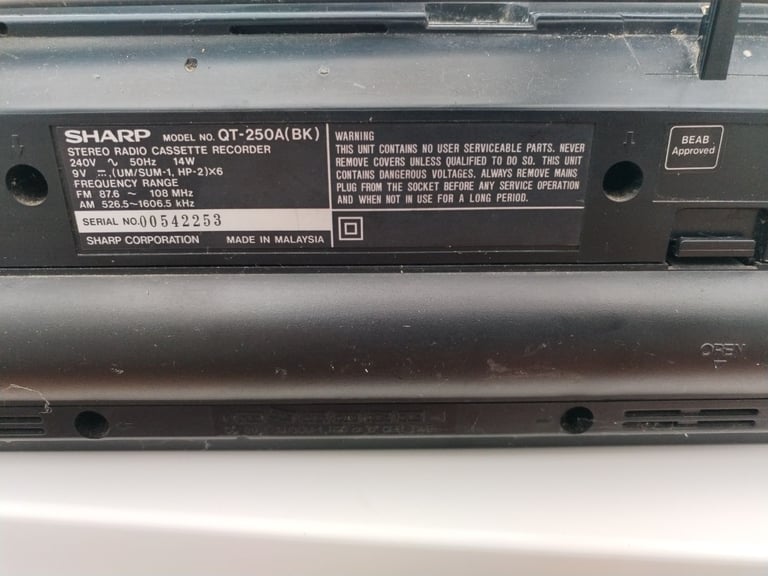 SHARP MODEL NO. QT-250A(BK)
STEREO RADIO CASSETTE RECORDER
240V ∿ 50Hz 14W
9V ⎓,(UM/SUM-1, HP-2)×6
FREQUENCY RANGE
FM 87.6 ~ 108 MHz
AM 526.5~1606.5 kHz
SERIAL NO.00542253
SHARP CORPORATION MADE IN MALAYSIA
WARNING
THIS UNIT CONTAINS NO USER SERVICEABLE PARTS. NEVER
REMOVE COVERS UNLESS QUALIFIED TO DO SO. THIS UNIT
CONTAINS DANGEROUS VOLTAGES. ALWAYS REMOVE MAINS
PLUG FROM THE SOCKET BEFORE ANY SERVICE OPERATION
AND WHEN NOT IN USE FOR A LONG PERIOD.
BEAB
Approved
OPEN